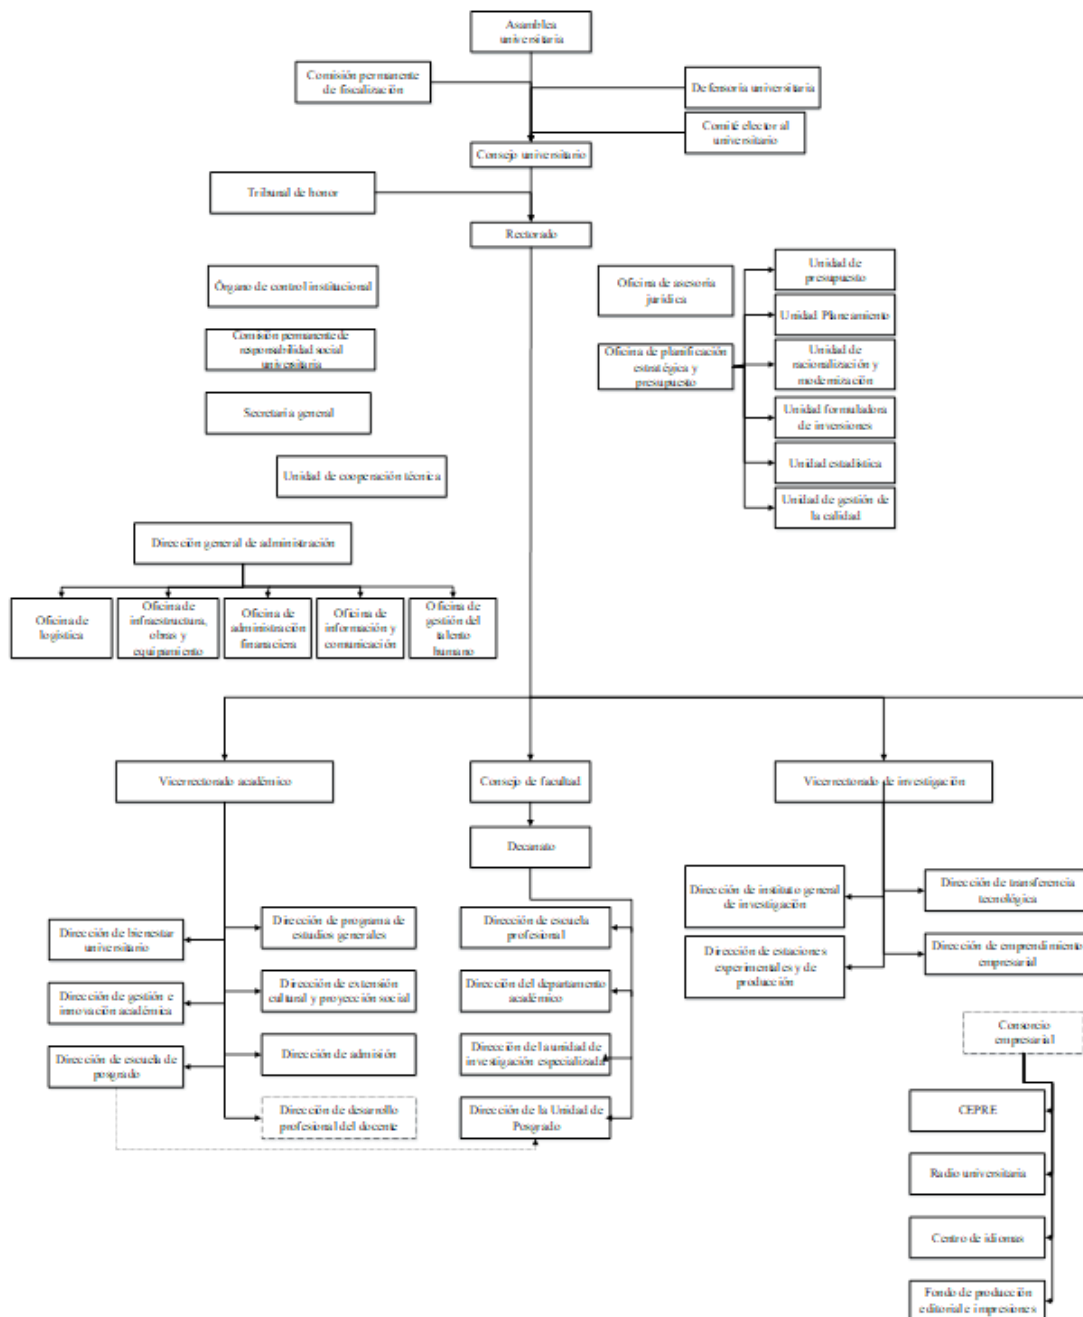 Asamblea
universitaria
Comisión permanente
de fiscalización
Defensoría universitaria
Comité elector al
universitario
Consejo universitario
Tribunal de honor
Rectorado
Órgano de control institucional
Oficina de asesoría
jurídica
Unidad de
presupuesto
Unidad Planeamiento
Comisión permanente de
responsabilidad social
universitaria
Oficina de planificación
estratégica y
presupuesto
Unidad de
racionalización y
modernización
Secretaría general
Unidad formuladora
de inversiones
Unidad de cooperación técnica
Unidad estadística
Unidad de gestión de
la calidad
Dirección general de administración
Oficina de
logística
Oficina de
infraestructura,
obras y
equipamiento
Oficina de
administración
financiera
Oficina de
información y
comunicación
Oficina de
gestión del
talento
humano
Vicerrectorado académico
Consejo de facultad
Vicerrectorado de investigación
Decanato
Dirección de instituto general
de investigación
Dirección de transferencia
tecnológica
Dirección de bienestar
universitario
Dirección de programa de
estudios generales
Dirección de escuela
profesional
Dirección de estaciones
experimentales y de
producción
Dirección de emprendimiento
empresarial
Dirección de gestión e
innovación académica
Dirección de extensión
cultural y proyección social
Dirección del departamento
académico
Consorcio
empresarial
Dirección de escuela de
posgrado
Dirección de admisión
Dirección de la unidad de
investigación especializada
Dirección de desarrollo
profesional del docente
Dirección de la Unidad de
Posgrado
CEPRE
Radio universitaria
Centro de idiomas
Fondo de producción
editorial e impresiones